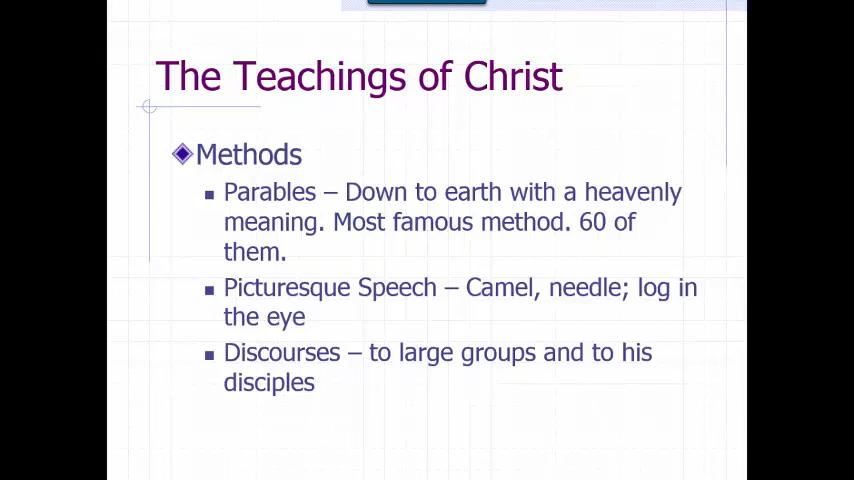 The Teachings of Christ
Methods
Parables – Down to earth with a heavenly
meaning. Most famous method. 60 of
them.
Picturesque Speech – Camel, needle; log in
the eye
Discourses – to large groups and to his
disciples